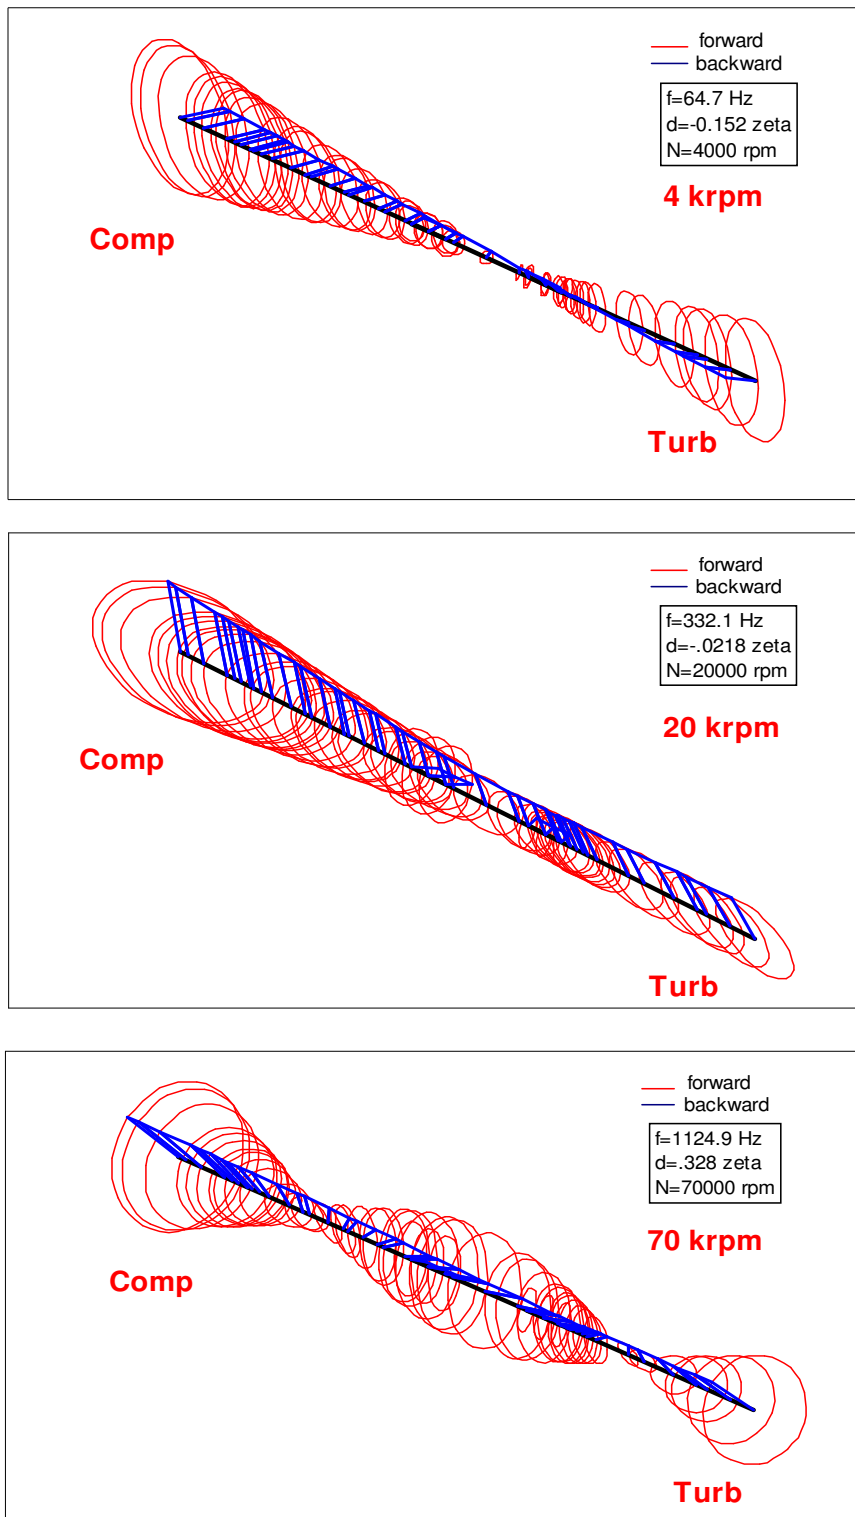 forward
backward
f=64.7 Hz
d=-0.152 zeta
N=4000 rpm
4 krpm
Comp
Turb
forward
backward
f=332.1 Hz
d=-.0218 zeta
N=20000 rpm
20 krpm
Comp
Turb
forward
backward
f=1124.9 Hz
d=.328 zeta
N=70000 rpm
70 krpm
Comp
Turb